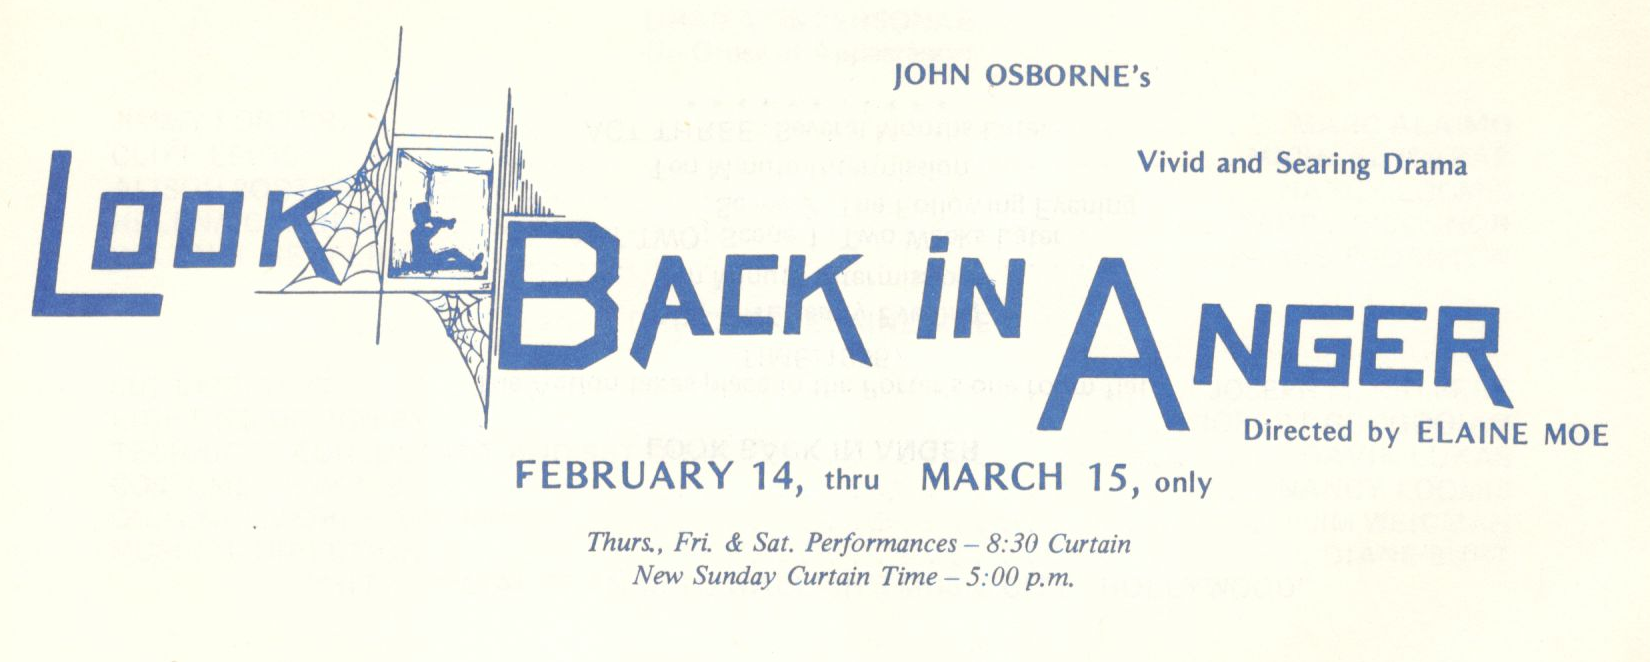 JOHN OSBORNE's
Vivid and Searing Drama
LOOK BACK iN ANGER
Directed by ELAINE MOE
FEBRUARY 14, thru MARCH 15, only
Thurs., Fri. & Sat. Performances – 8:30 Curtain
New Sunday Curtain Time – 5:00 p.m.